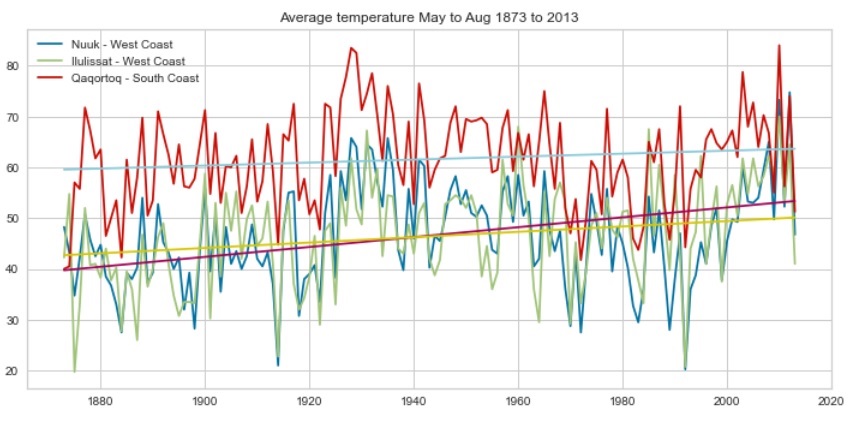 Average temperature May to Aug 1873 to 2013
Nuuk - West Coast
Ilulissat - West Coast
Qaqortoq - South Coast
80
70
60
50
40
30
20
1880 1900 1920 1940 1960 1980 2000 2020